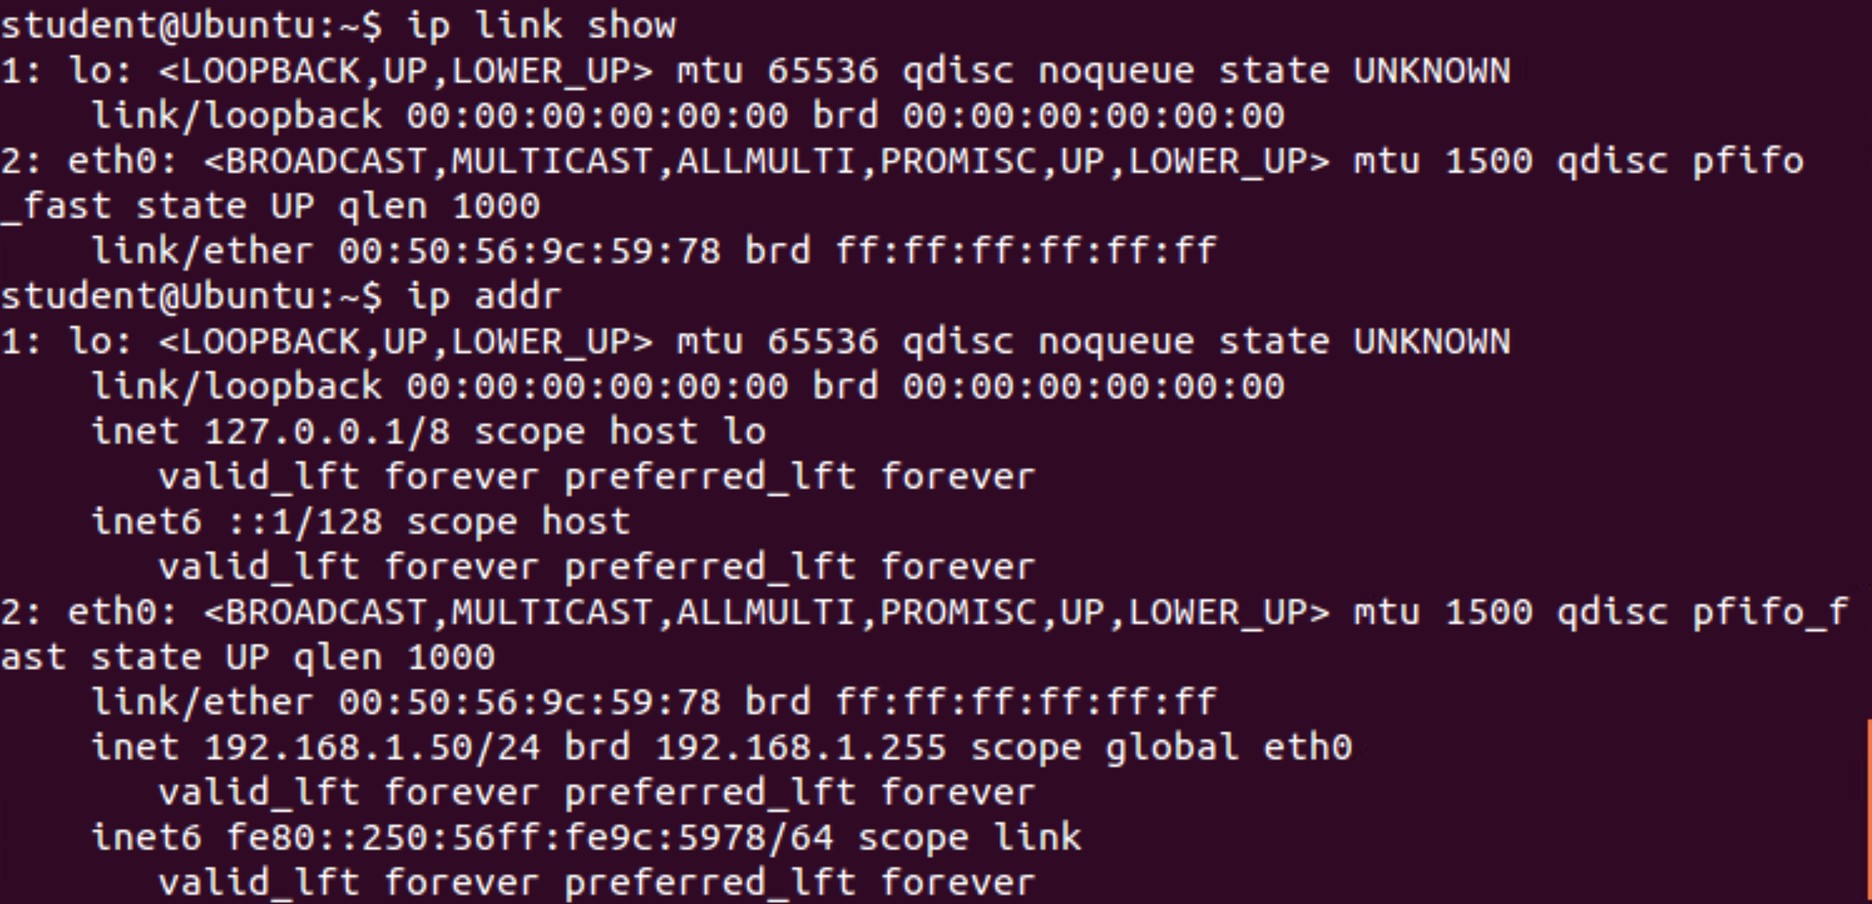 student@Ubuntu:~$ ip link show
1: lo: <LOOPBACK,UP,LOWER_UP> mtu 65536 qdisc noqueue state UNKNOWN
    link/loopback 00:00:00:00:00:00 brd 00:00:00:00:00:00
2: eth0: <BROADCAST,MULTICAST,ALLMULTI,PROMISC,UP,LOWER_UP> mtu 1500 qdisc pfifo
_fast state UP qlen 1000
    link/ether 00:50:56:9c:59:78 brd ff:ff:ff:ff:ff:ff
student@Ubuntu:~$ ip addr
1: lo: <LOOPBACK,UP,LOWER_UP> mtu 65536 qdisc noqueue state UNKNOWN
    link/loopback 00:00:00:00:00:00 brd 00:00:00:00:00:00
    inet 127.0.0.1/8 scope host lo
       valid_lft forever preferred_lft forever
    inet6 ::1/128 scope host
       valid_lft forever preferred_lft forever
2: eth0: <BROADCAST,MULTICAST,ALLMULTI,PROMISC,UP,LOWER_UP> mtu 1500 qdisc pfifo_f
ast state UP qlen 1000
    link/ether 00:50:56:9c:59:78 brd ff:ff:ff:ff:ff:ff
    inet 192.168.1.50/24 brd 192.168.1.255 scope global eth0
       valid_lft forever preferred_lft forever
    inet6 fe80::250:56ff:fe9c:5978/64 scope link
       valid_lft forever preferred_lft forever